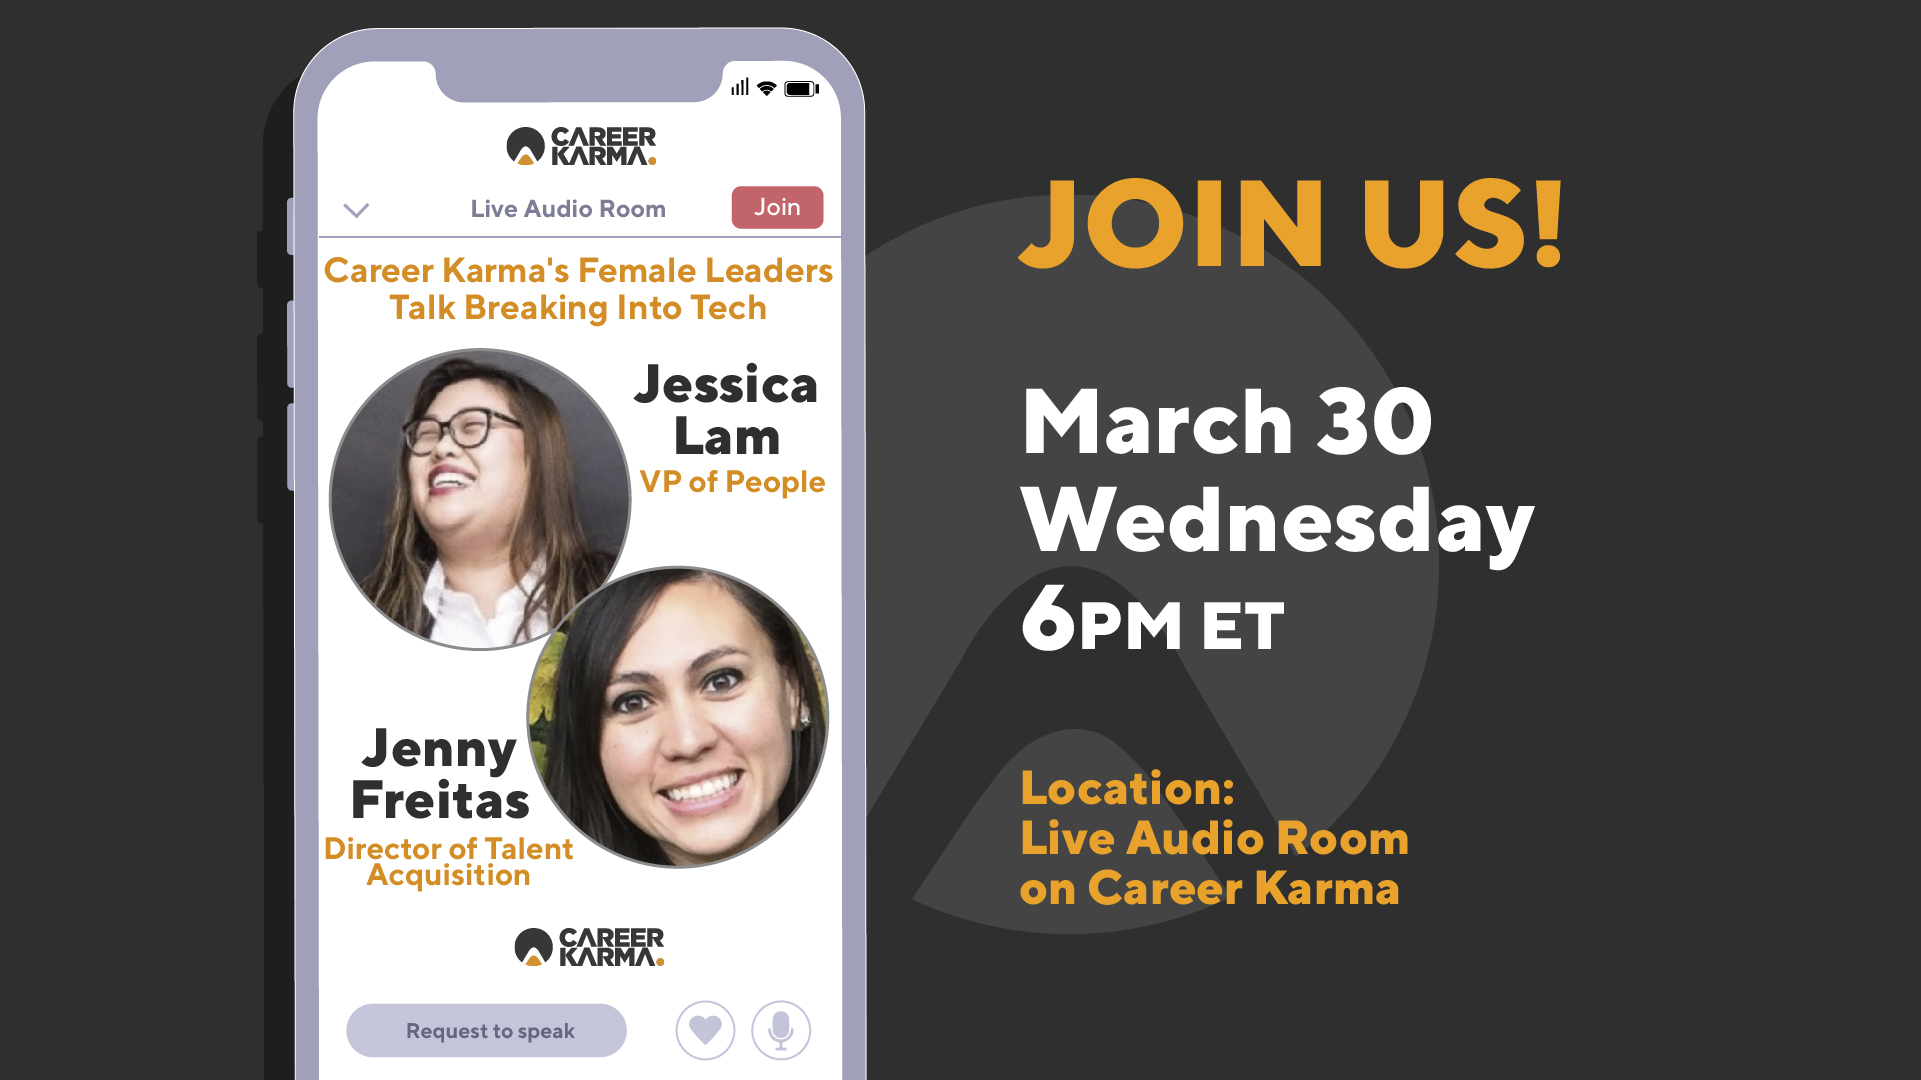 CAREER
KARMA.
Live Audio Room
Join
Career Karma's Female Leaders
Talk Breaking Into Tech
Jessica
Lam
VP of People
Jenny
Freitas
Director of Talent
Acquisition
CAREER
KARMA.
Request to speak
JOIN US!
March 30
Wednesday
6PM ET
Location:
Live Audio Room
on Career Karma